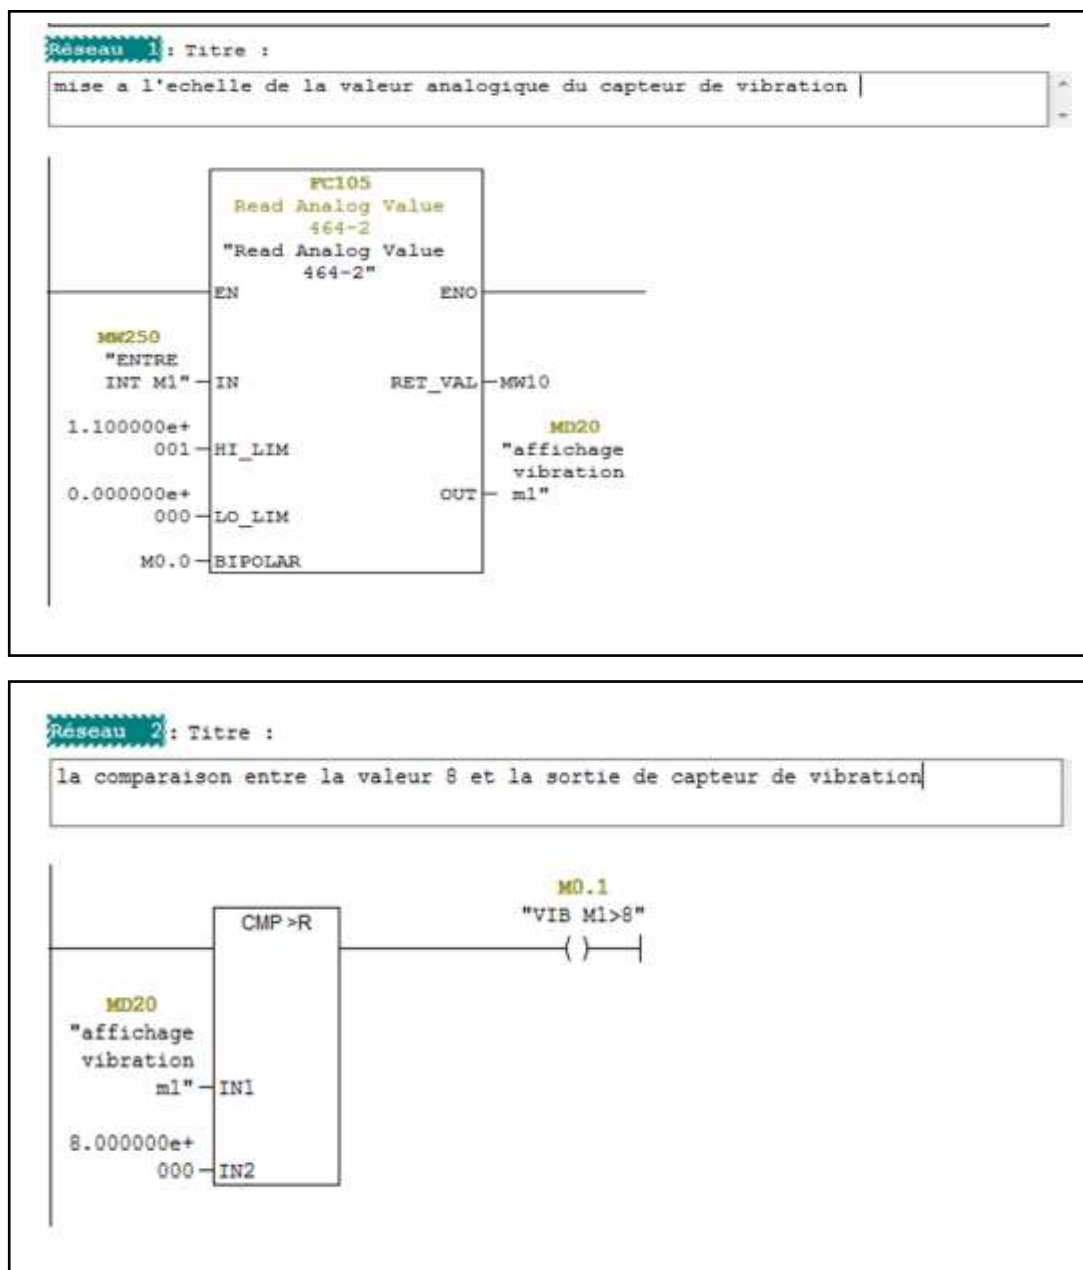 Réseau 1 : Titre :
mise a l'echelle de la valeur analogique du capteur de vibration
FC105
Read Analog Value
464-2
"Read Analog Value
464-2"
EN ENO
MW250
"ENTRE
INT M1" IN RET_VAL MW10
1.100000e+
001 HI_LIM
MD20
"affichage
vibration
0.000000e+
000 LO_LIM
OUT m1"
M0.0 BIPOLAR
Réseau 2 : Titre :
la comparaison entre la valeur 8 et la sortie de capteur de vibration
M0.1
"VIB M1>8"
CMP >R
( )
MD20
"affichage
vibration
m1" IN1
8.000000e+
000 IN2